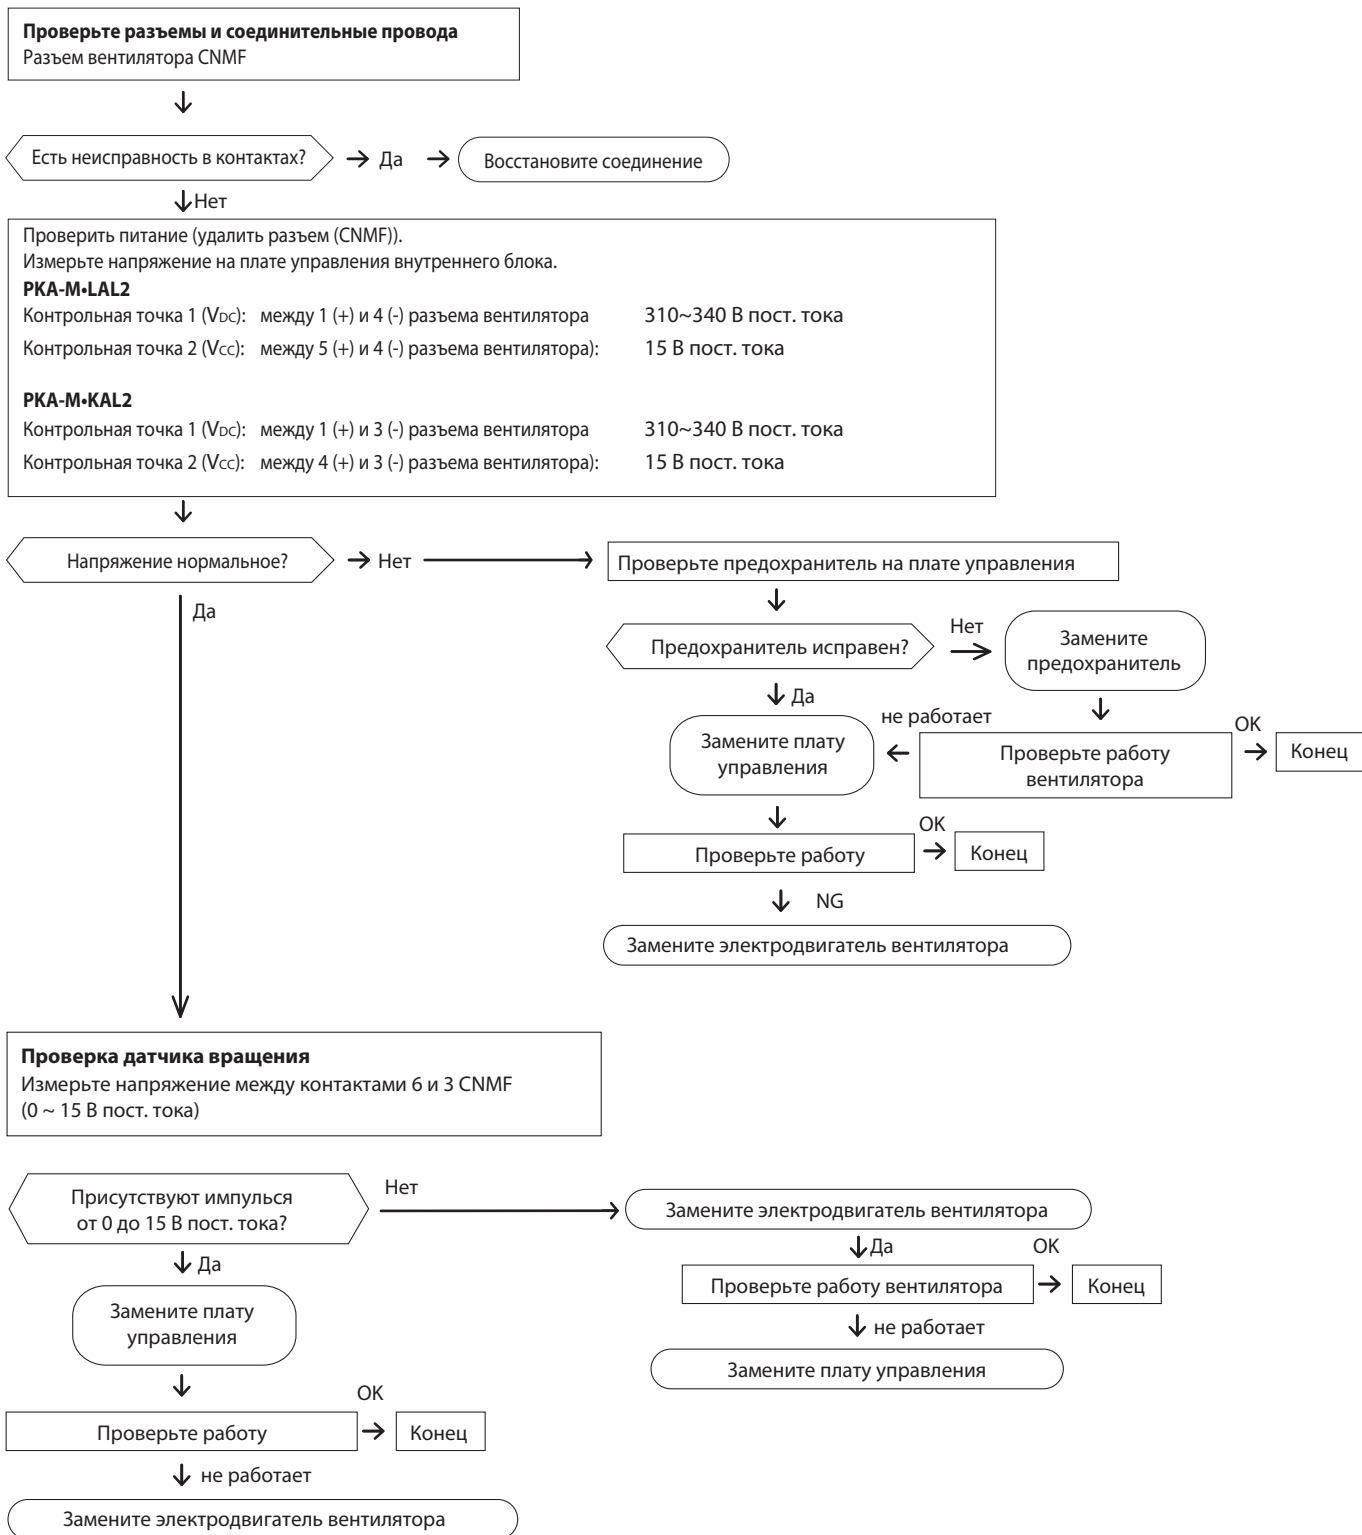 Проверьте разъемы и соединительные провода
Разъем вентилятора CNMF
Есть неисправность в контактах?
Да
Восстановите соединение
Нет
Проверить питание (удалить разъем (CNMF)).
Измерьте напряжение на плате управления внутреннего блока.
PKA-M•LAL2
Контрольная точка 1 (VDC): между 1 (+) и 4 (-) разъема вентилятора 310~340 В пост. тока
Контрольная точка 2 (VCC): между 5 (+) и 4 (-) разъема вентилятора): 15 В пост. тока
PKA-M•KAL2
Контрольная точка 1 (VDC): между 1 (+) и 3 (-) разъема вентилятора 310~340 В пост. тока
Контрольная точка 2 (VCC): между 4 (+) и 3 (-) разъема вентилятора): 15 В пост. тока
Напряжение нормальное?
Нет
Проверьте предохранитель на плате управления
Да
Предохранитель исправен?
Нет
Замените
предохранитель
Да
не работает
Замените плату
управления
Проверьте работу
вентилятора
OK
Конец
Проверьте работу
OK
Конец
NG
Замените электродвигатель вентилятора
Проверка датчика вращения
Измерьте напряжение между контактами 6 и 3 CNMF
(0 ~ 15 В пост. тока)
Присутствуют импулься
от 0 до 15 В пост. тока?
Нет
Замените электродвигатель вентилятора
Да
Да
OK
Проверьте работу вентилятора
Конец
Замените плату
управления
не работает
Замените плату управления
OK
Проверьте работу
Конец
не работает
Замените электродвигатель вентилятора